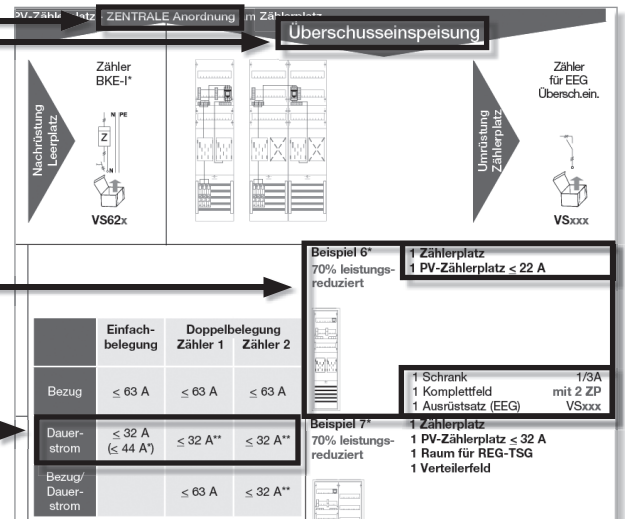 PV-Zählerplatz - ZENTRALE Anordnung im Zählerplatz
Überschusseinspeisung
Zähler
BKE-I*
Nachrüstung
Leerplatz
N PE
Z
N
VS62x
Umrüstung
Zählerplatz
Zähler
für EEG
Übersch.ein.
VSxxx
Beispiel 6*
70% leistungs-
reduziert
1 Zählerplatz
1 PV-Zählerplatz ≤ 22 A
1 Schrank 1/3A
1 Komplettfeld mit 2 ZP
1 Ausrüstsatz (EEG) VSxxx
Einfach-
belegung
Doppelbelegung
Zähler 1 Zähler 2
Bezug ≤ 63 A ≤ 63 A ≤ 63 A
Dauer-
strom
≤ 32 A
(≤ 44 A*)
≤ 32 A** ≤ 32 A**
Bezug/
Dauer-
strom
≤ 63 A ≤ 32 A**
Beispiel 7*
70% leistungs-
reduziert
1 Zählerplatz
1 PV-Zählerplatz ≤ 32 A
1 Raum für REG-TSG
1 Verteilerfeld